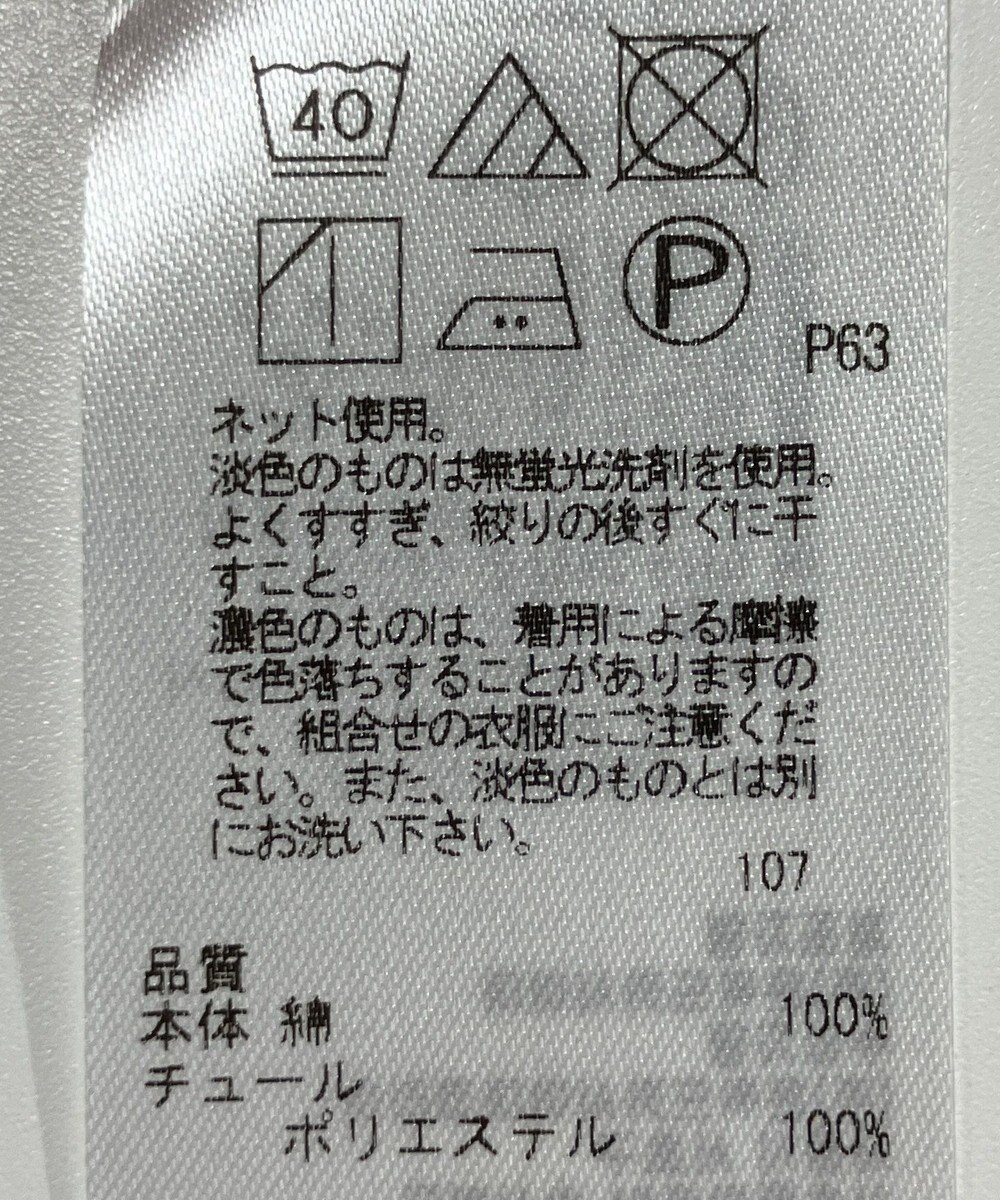 40
P
P63
ネット使用。
淡色のものは無蛍光洗剤を使用。
よくすすぎ、絞りの後すぐに干
すこと。
濃色のものは、着用による摩擦
で色落ちすることがありますの
で、組合せの衣服にご注意くだ
さい。また、淡色のものとは別
にお洗い下さい。
107
品質
本体 綿 100%
チュール
ポリエステル 100%